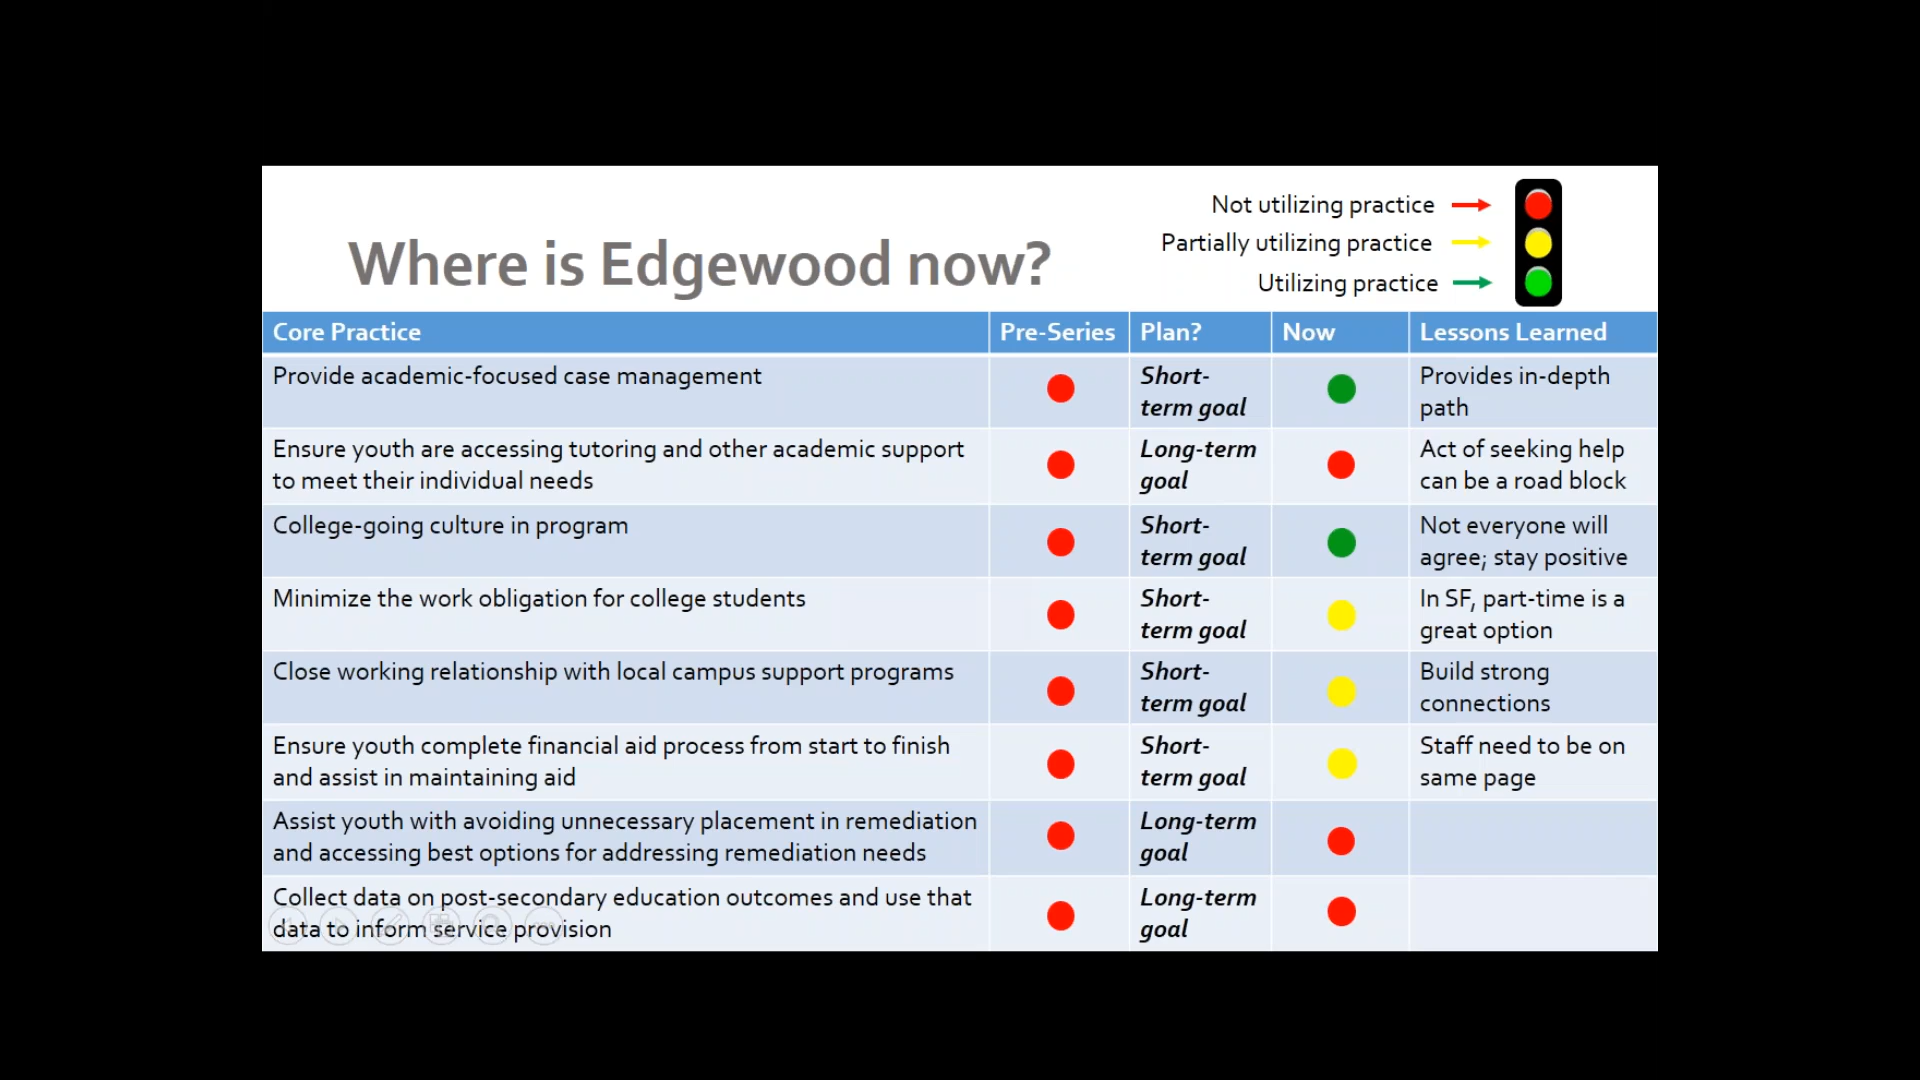 Not utilizing practice
Partially utilizing practice
Utilizing practice
Where is Edgewood now?
Core Practice Pre-Series Plan? Now Lessons Learned
Provide academic-focused case management Short- Provides in-depth
term goal path
Ensure youth are accessing tutoring and other academic support Long-term Act of seeking help
to meet their individual needs goal can be a road block
College-going culture in program Short- Not everyone will
term goal agree; stay positive
Minimize the work obligation for college students Short- In SF, part-time is a
term goal great option
Close working relationship with local campus support programs Short- Build strong
term goal connections
Ensure youth complete financial aid process from start to finish Short- Staff need to be on
and assist in maintaining aid term goal same page
Assist youth with avoiding unnecessary placement in remediation Long-term
and accessing best options for addressing remediation needs goal
Collect data on post-secondary education outcomes and use that Long-term
data to inform service provision goal